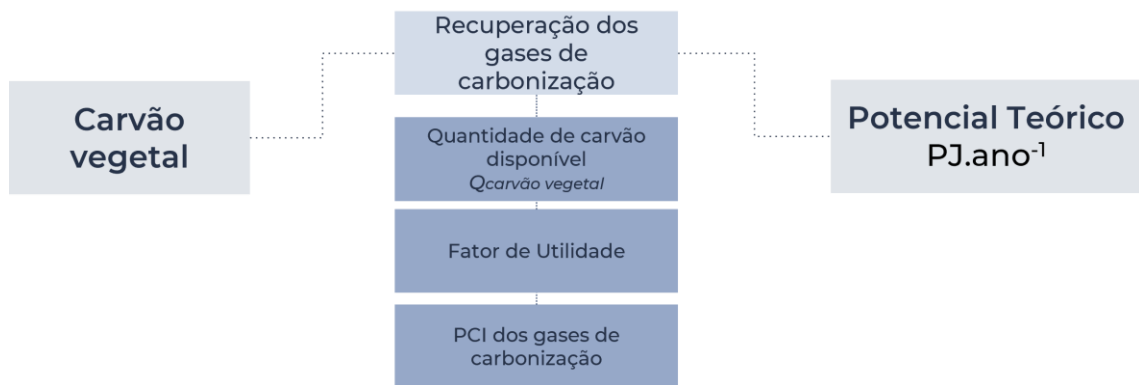 Carvão
vegetal
Recuperação dos
gases de
carbonização
Quantidade de carvão
disponível
Qcarvão vegetal
Fator de Utilidade
PCI dos gases de
carbonização
Potencial Teórico
PJ.ano⁻¹